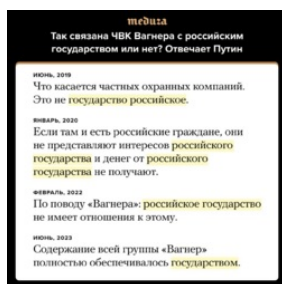 meduza
Так связана ЧВК Вагнера с российским
государством или нет? Отвечает Путин
ИЮНЬ, 2019
Что касается частных охранных компаний.
Это не государство российское.
ЯНВАРЬ, 2020
Если там и есть российские граждане, они
не представляют интересов российского
государства и денег от российского
государства не получают.
ФЕВРАЛЬ, 2022
По поводу «Вагнера»: российское государство
не имеет отношения к этому.
ИЮНЬ, 2023
Содержание всей группы «Вагнер»
полностью обеспечивалось государством.